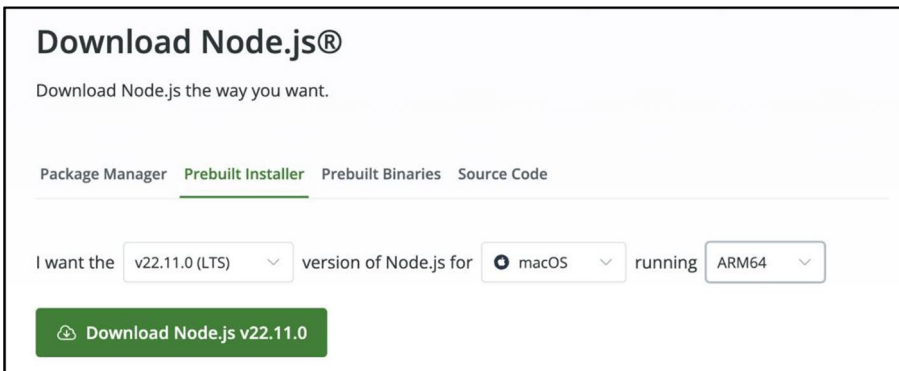 Download Node.js®
Download Node.js the way you want.
Package Manager Prebuilt Installer Prebuilt Binaries Source Code
I want the v22.11.0 (LTS) version of Node.js for macOS running ARM64
Download Node.js v22.11.0